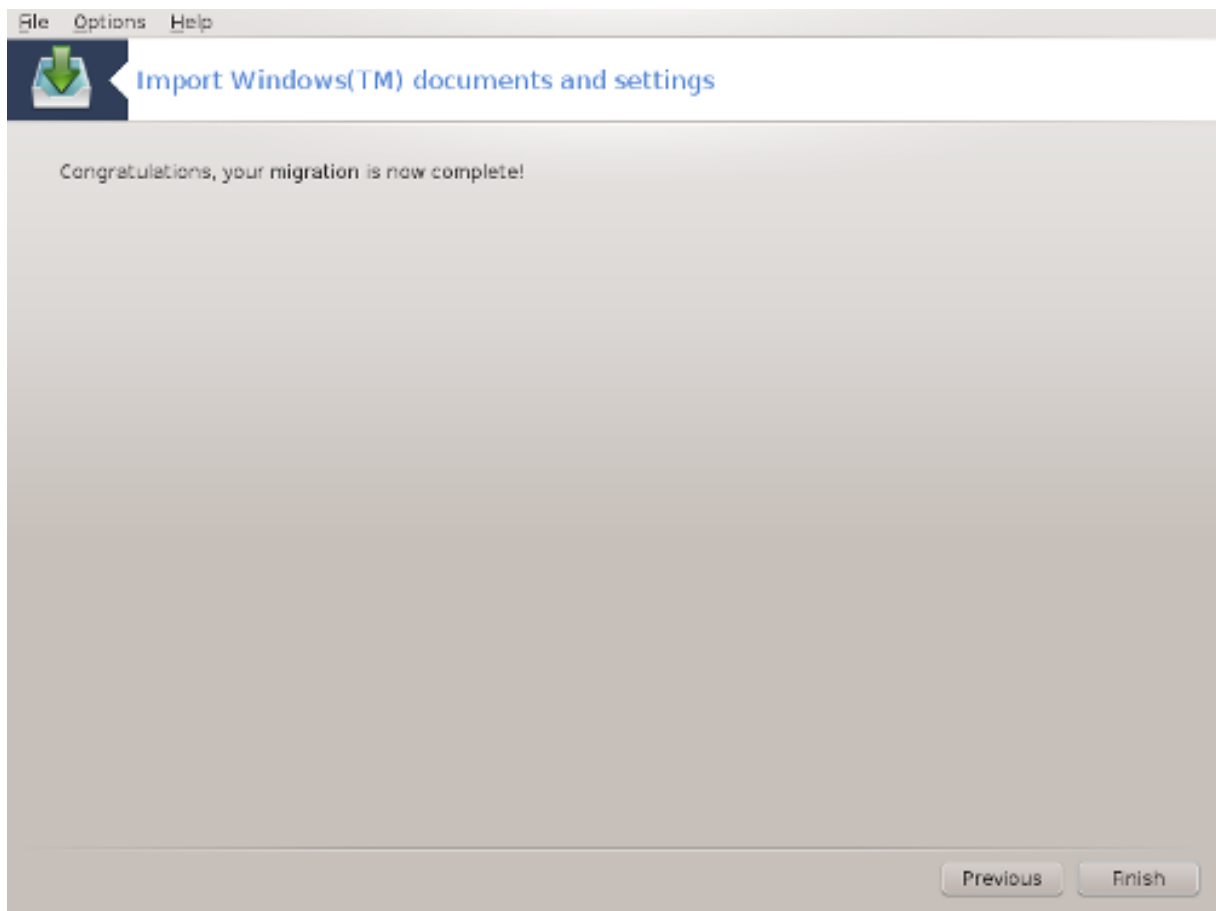 File Options Help
Import Windows(TM) documents and settings
Congratulations, your migration is now complete!
Previous Finish